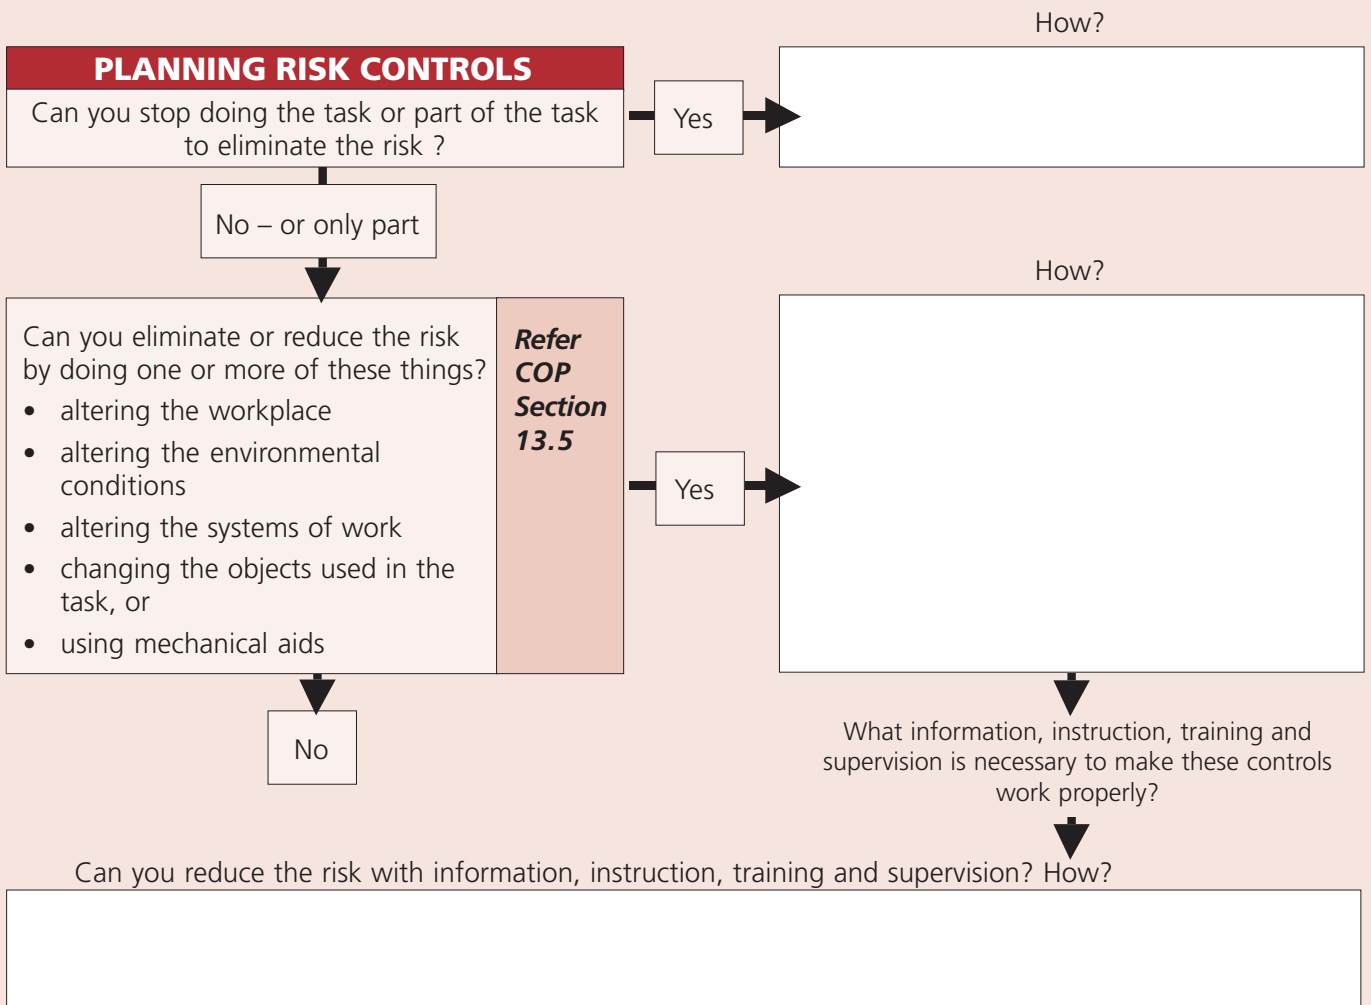 How?
PLANNING RISK CONTROLS
Can you stop doing the task or part of the task
to eliminate the risk ?
Yes
No – or only part
How?
Can you eliminate or reduce the risk
by doing one or more of these things?
• altering the workplace
• altering the environmental
conditions
• altering the systems of work
• changing the objects used in the
task, or
• using mechanical aids
Refer
COP
Section
13.5
Yes
No
What information, instruction, training and
supervision is necessary to make these controls
work properly?
Can you reduce the risk with information, instruction, training and supervision? How?